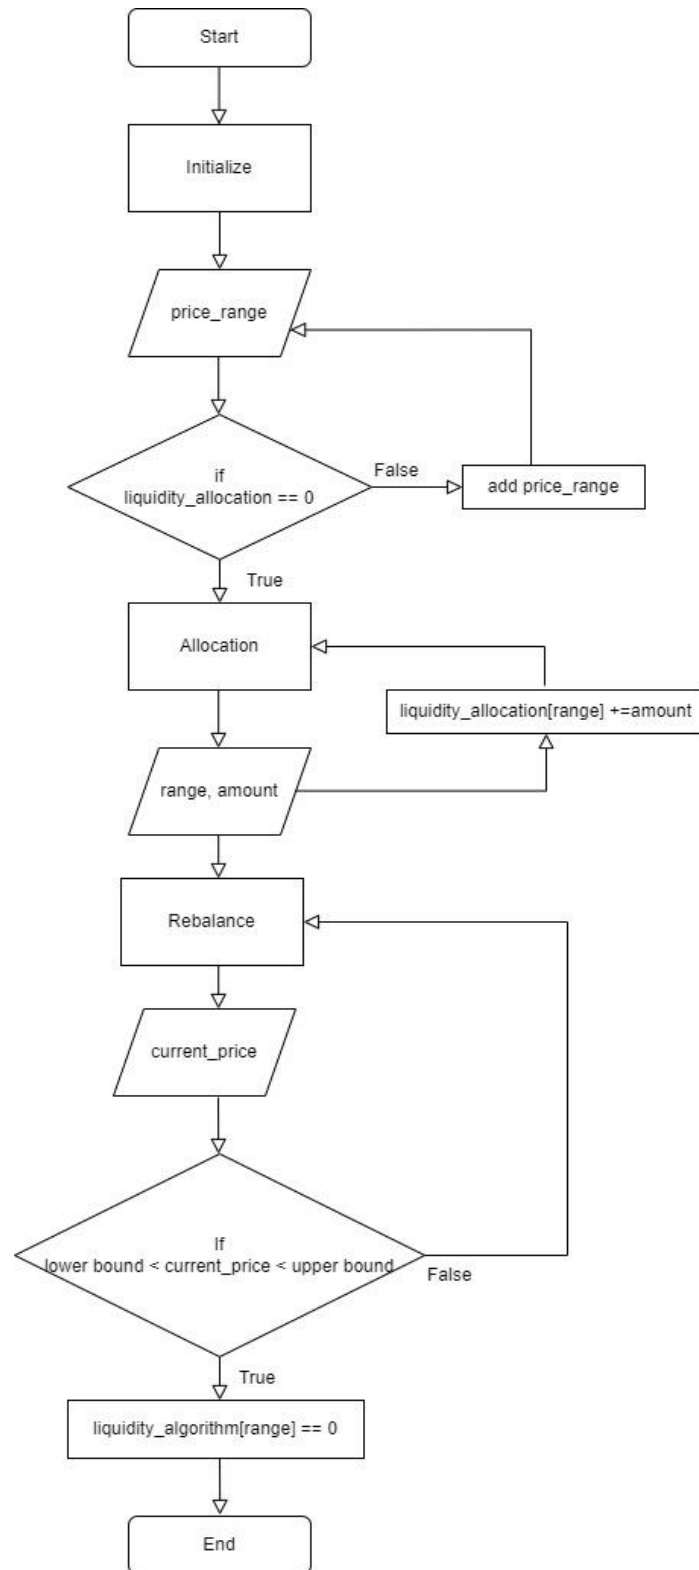 Start
Initialize
price_range
if
liquidity_allocation == 0
False
add price_range
True
Allocation
liquidity_allocation[range] +=amount
range, amount
Rebalance
current_price
If
lower bound < current_price < upper bound
False
True
liquidity_algorithm[range] == 0
End